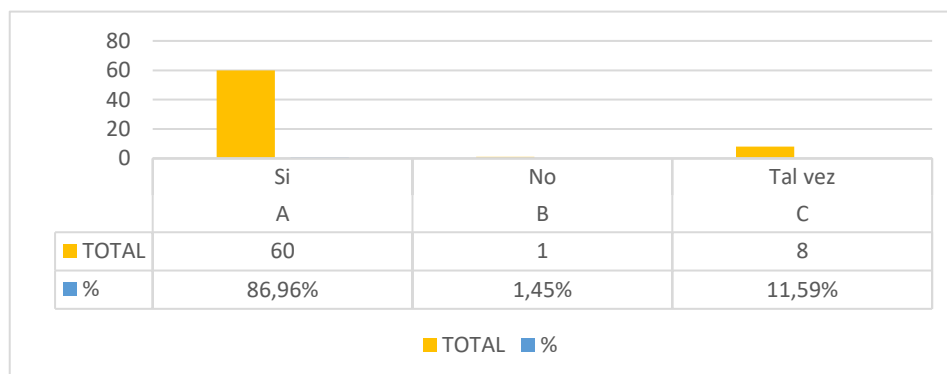 80
60
40
20
0
Si No Tal vez
A B C
TOTAL 60 1 8
% 86,96% 1,45% 11,59%
TOTAL %